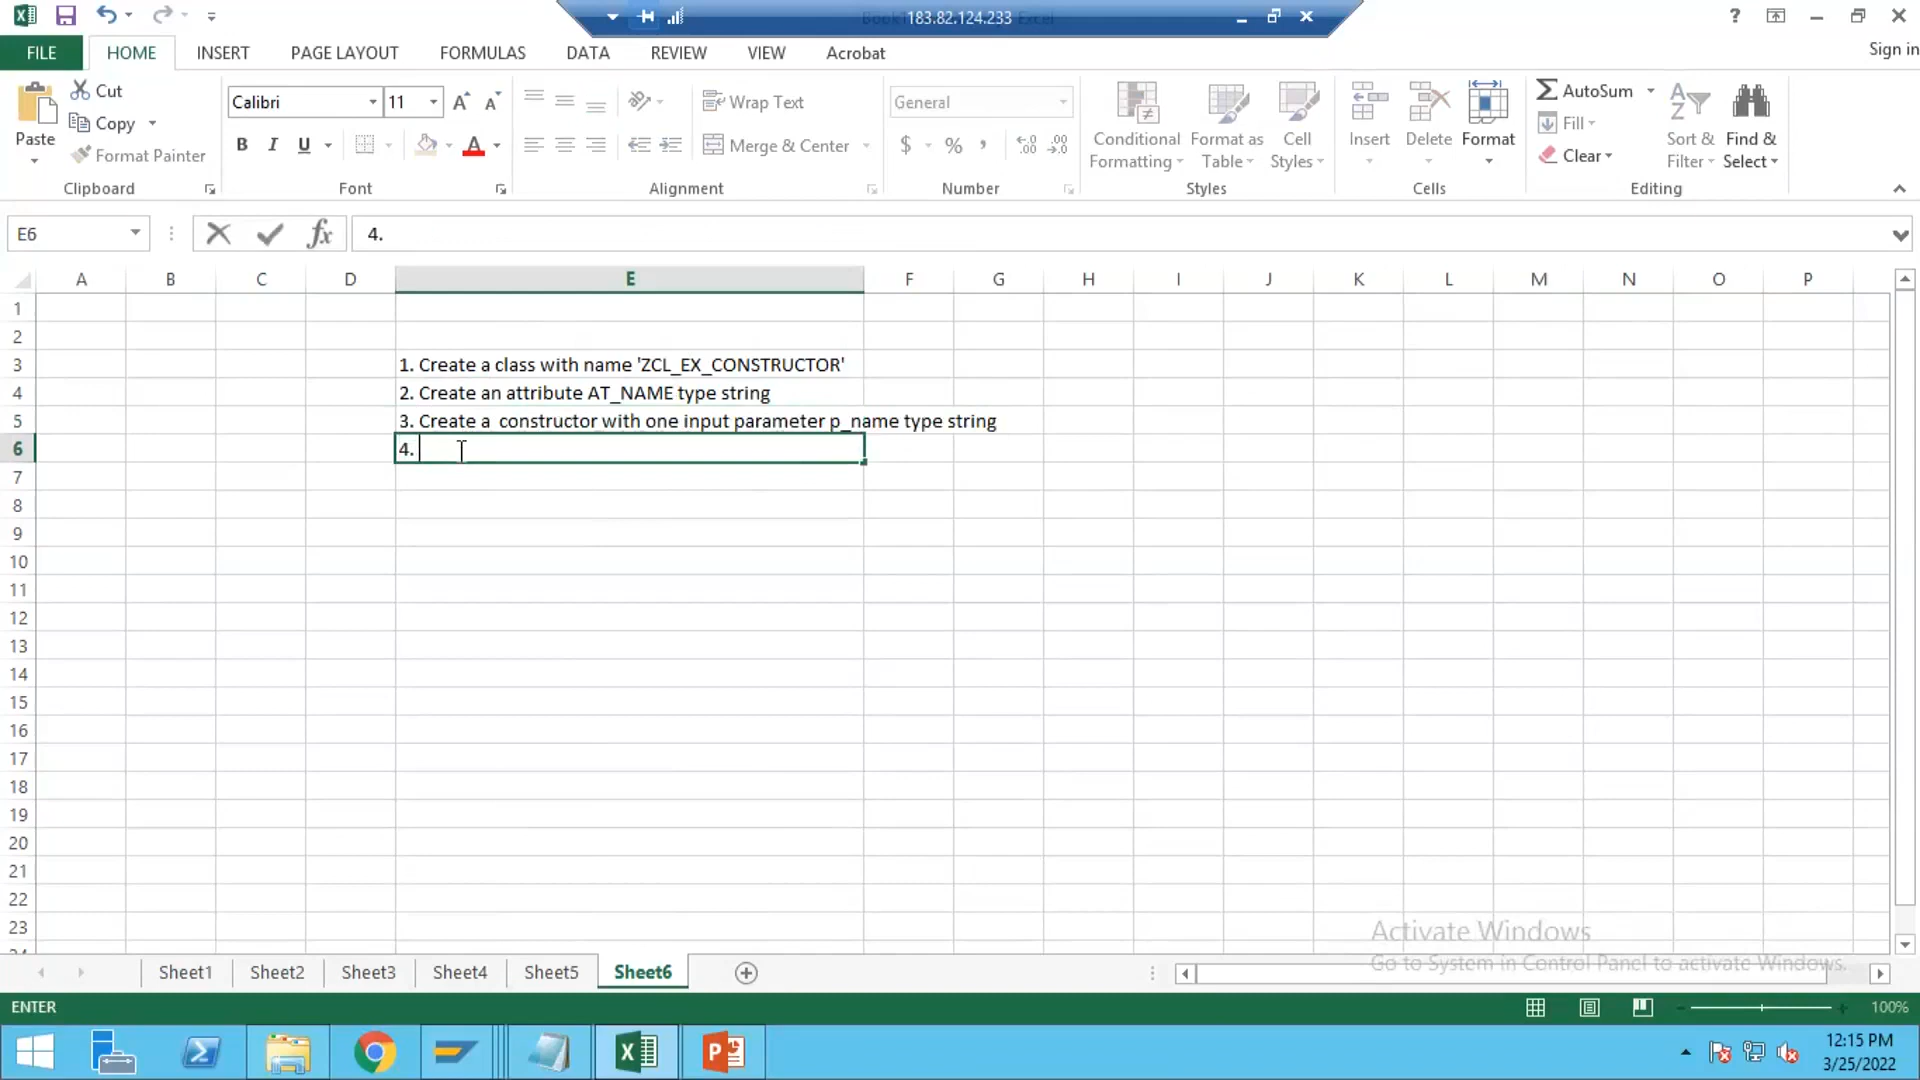 183.82.124.233
FILE HOME INSERT PAGE LAYOUT FORMULAS DATA REVIEW VIEW Acrobat Sign in
Paste Cut Copy Format Painter
Calibri 11
B I U A
Wrap Text
Merge & Center
General
$ %
Conditional Formatting
Format as Table
Cell Styles
Insert Delete Format
AutoSum
Fill
Clear
Sort & Filter
Find & Select
Clipboard Font Alignment Number Styles Cells Editing
E6 fx 4.
A B C D E F G H I J K L M N O P
1
2
3 1. Create a class with name 'ZCL_EX_CONSTRUCTOR'
4 2. Create an attribute AT_NAME type string
5 3. Create a  constructor with one input parameter p_name type string
6 4.
7
8
9
10
11
12
13
14
15
16
17
18
19
20
21
22
23
Activate Windows
Go to System in Control Panel to activate Windows.
Sheet1 Sheet2 Sheet3 Sheet4 Sheet5 Sheet6
ENTER 100%
12:15 PM
3/25/2022